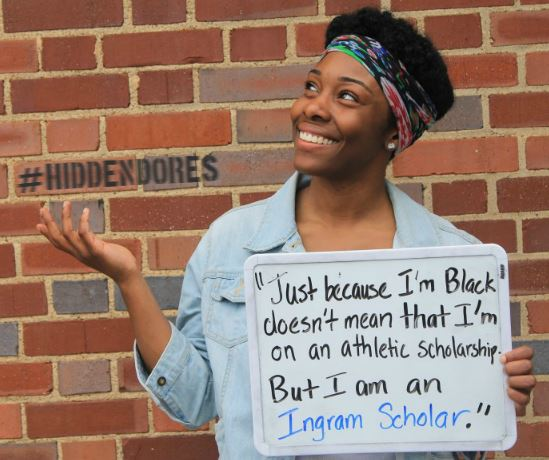 #HIDDENDORES
"Just because I'm Black
doesn't mean that I'm
on an athletic scholarship.
But I am an
Ingram Scholar."